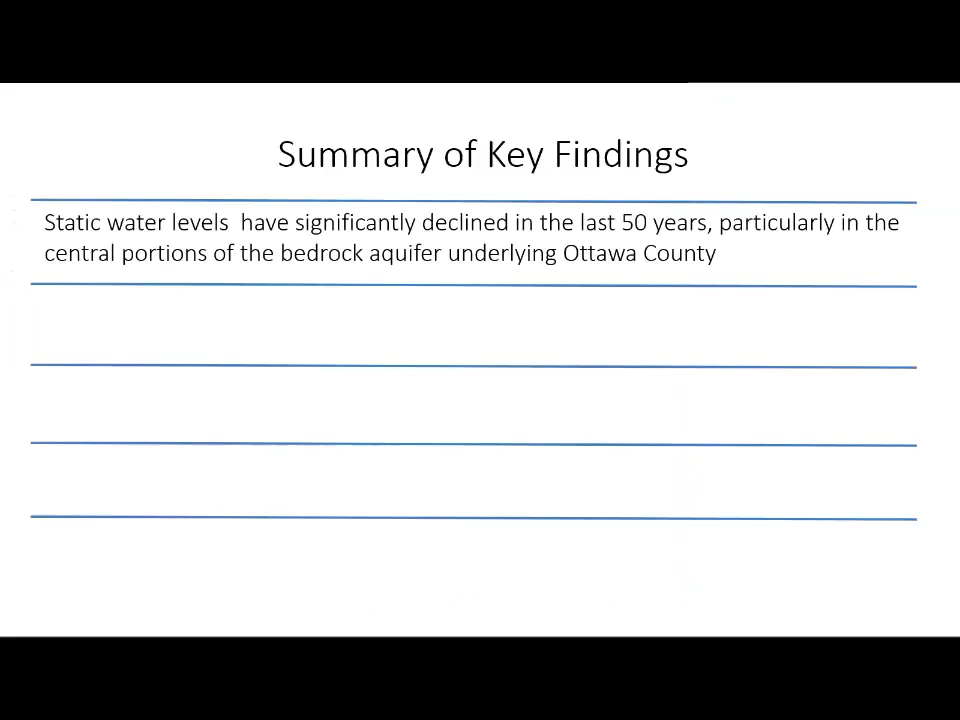 Summary of Key Findings
Static water levels  have significantly declined in the last 50 years, particularly in the
central portions of the bedrock aquifer underlying Ottawa County